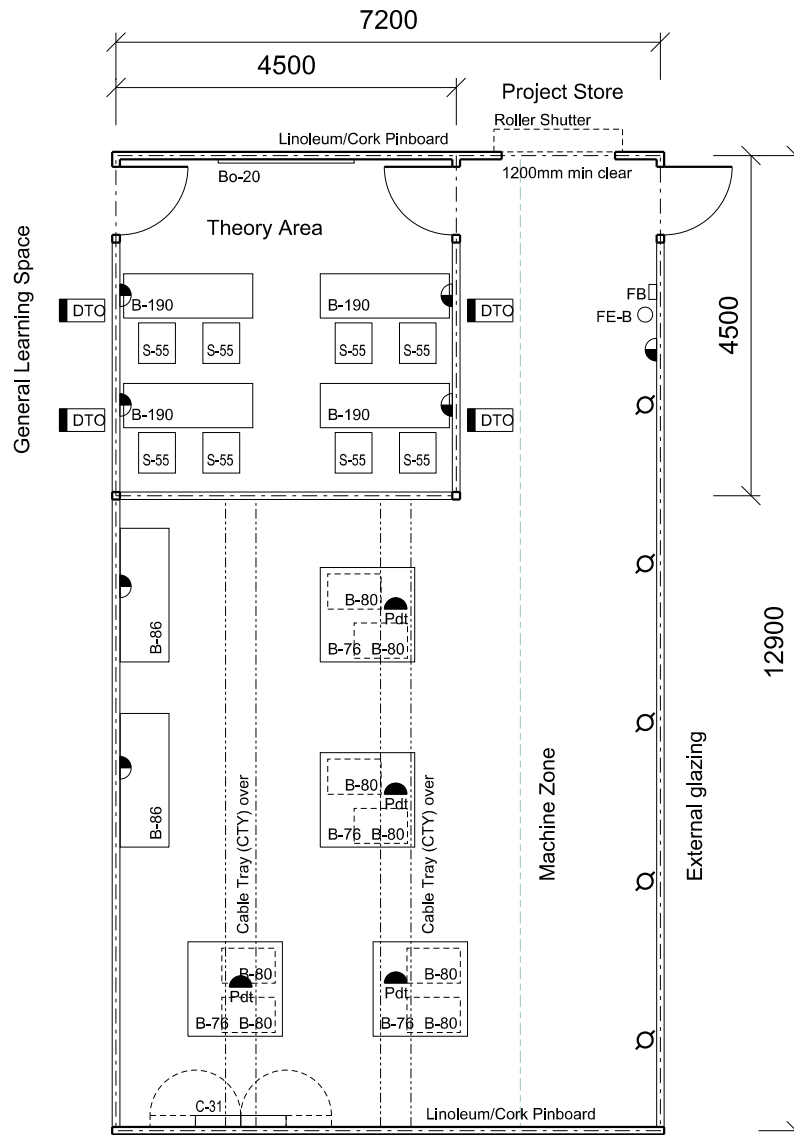 7200
4500
Project Store
Roller Shutter
Linoleum/Cork Pinboard
1200mm min clear
Bo-20
Theory Area
General Learning Space
DTO
B-190
B-190
DTO
FB
FE-B
4500
S-55
S-55
S-55
S-55
DTO
B-190
B-190
DTO
S-55
S-55
S-55
S-55
B-86
B-80
Pdt
B-76
B-80
12900
B-86
B-80
Pdt
B-76
B-80
Cable Tray (CTY) over
Cable Tray (CTY) over
Machine Zone
External glazing
B-80
Pdt
B-76
B-80
B-80
Pdt
B-76
B-80
C-31
Linoleum/Cork Pinboard